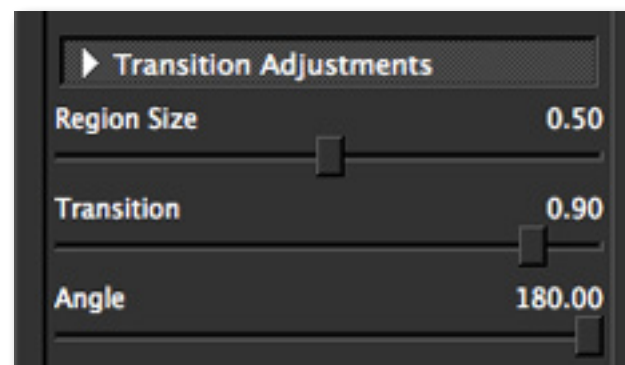 Transition Adjustments
Region Size 0.50
Transition 0.90
Angle 180.00